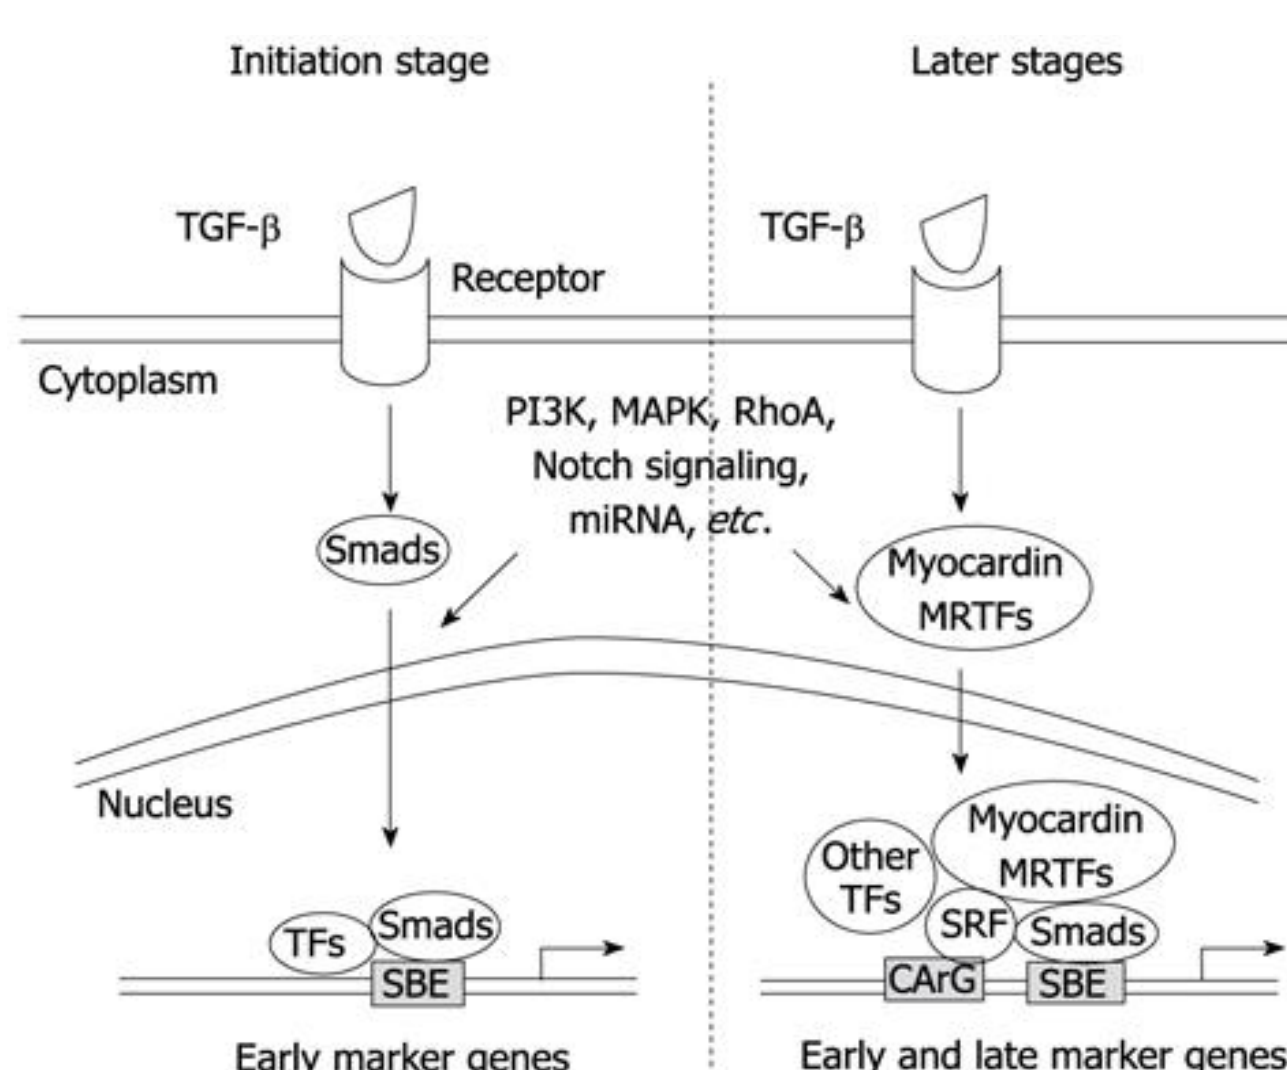 Initiation stage
Later stages
TGF-β
TGF-β
Receptor
Cytoplasm
PI3K, MAPK, RhoA,
Notch signaling,
miRNA, etc.
Smads
Myocardin
MRTFs
Nucleus
Myocardin
MRTFs
Other
TFs
TFs
Smads
SRF
Smads
SBE
CArG
SBE
Early marker genes
Early and late marker genes